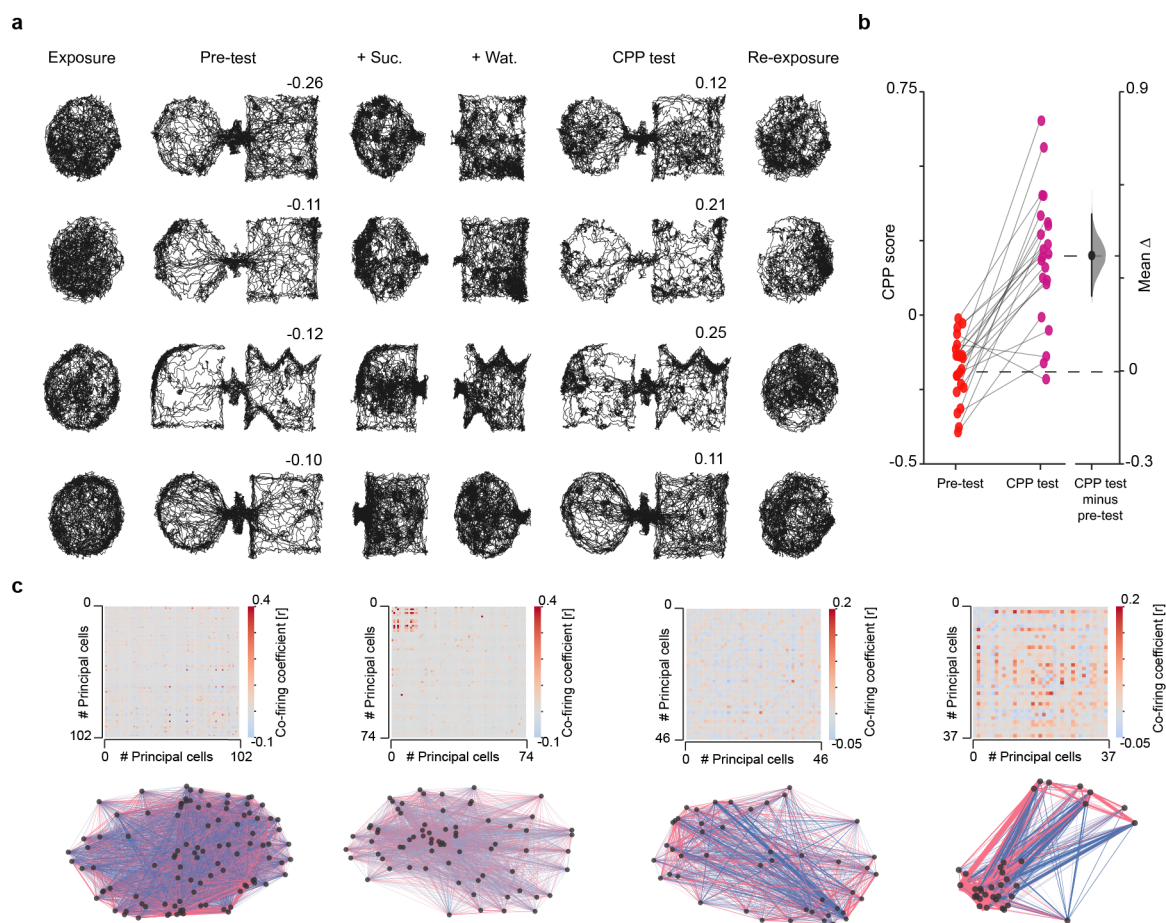 a
Exposure Pre-test + Suc. + Wat. CPP test Re-exposure
-0.26 0.12
-0.11 0.21
-0.12 0.25
-0.10 0.11
b
0.75 0.9
CPP score
0
Mean Δ
0
-0.5 -0.3
Pre-test CPP test CPP test
minus
pre-test
c
0 0.4
# Principal cells
Co-firing coefficient [r]
102 -0.1
0 # Principal cells 102
0 0.4
# Principal cells
Co-firing coefficient [r]
74 -0.1
0 # Principal cells 74
0 0.2
# Principal cells
Co-firing coefficient [r]
46 -0.05
0 # Principal cells 46
0 0.2
# Principal cells
Co-firing coefficient [r]
37 -0.05
0 # Principal cells 37